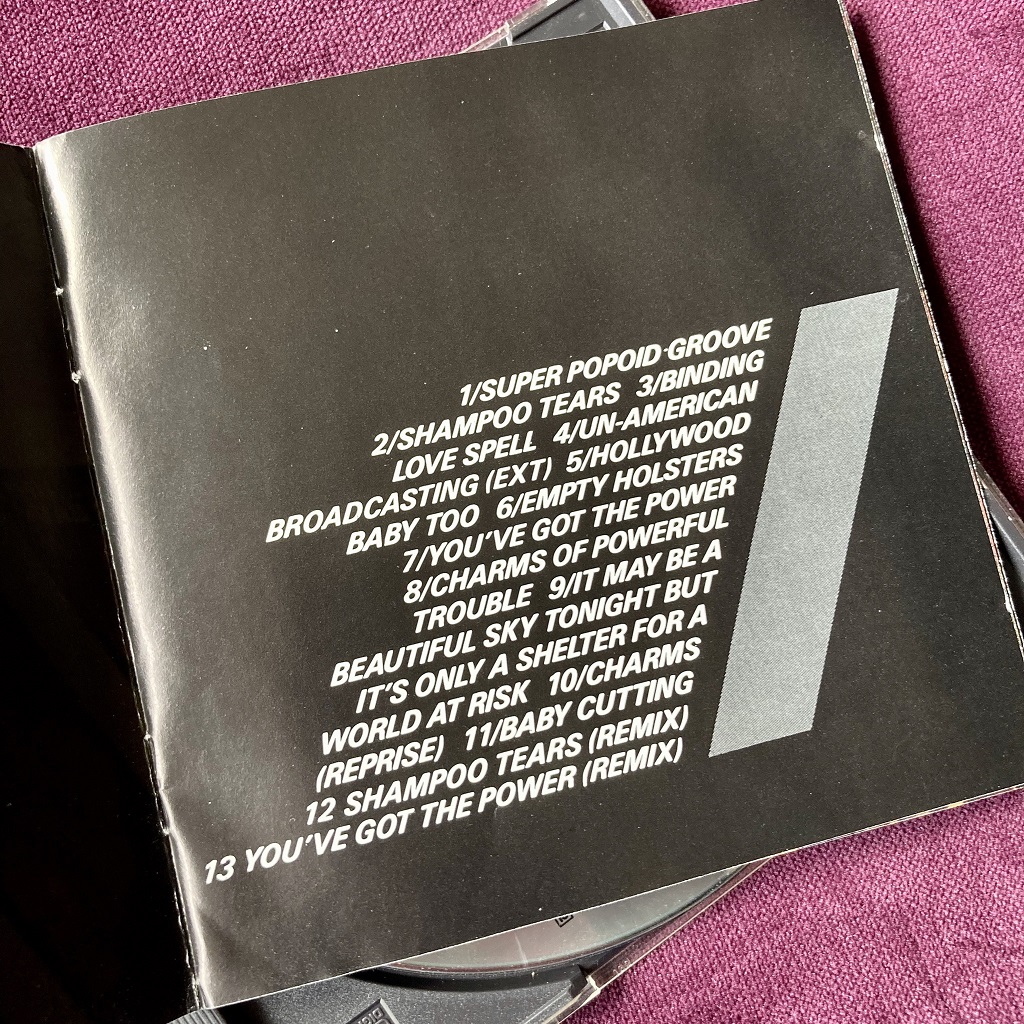 1/SUPER POPOID-GROOVE
2/SHAMPOO TEARS 3/BINDING
LOVE SPELL 4/UN-AMERICAN
BROADCASTING (EXT) 5/HOLLYWOOD
BABY TOO 6/EMPTY HOLSTERS
7/YOU'VE GOT THE POWER
8/CHARMS OF POWERFUL
TROUBLE 9/IT MAY BE A
BEAUTIFUL SKY TONIGHT BUT
IT'S ONLY A SHELTER FOR A
WORLD AT RISK 10/CHARMS
(REPRISE) 11/BABY CUTTING
12 SHAMPOO TEARS (REMIX)
13 YOU'VE GOT THE POWER (REMIX)